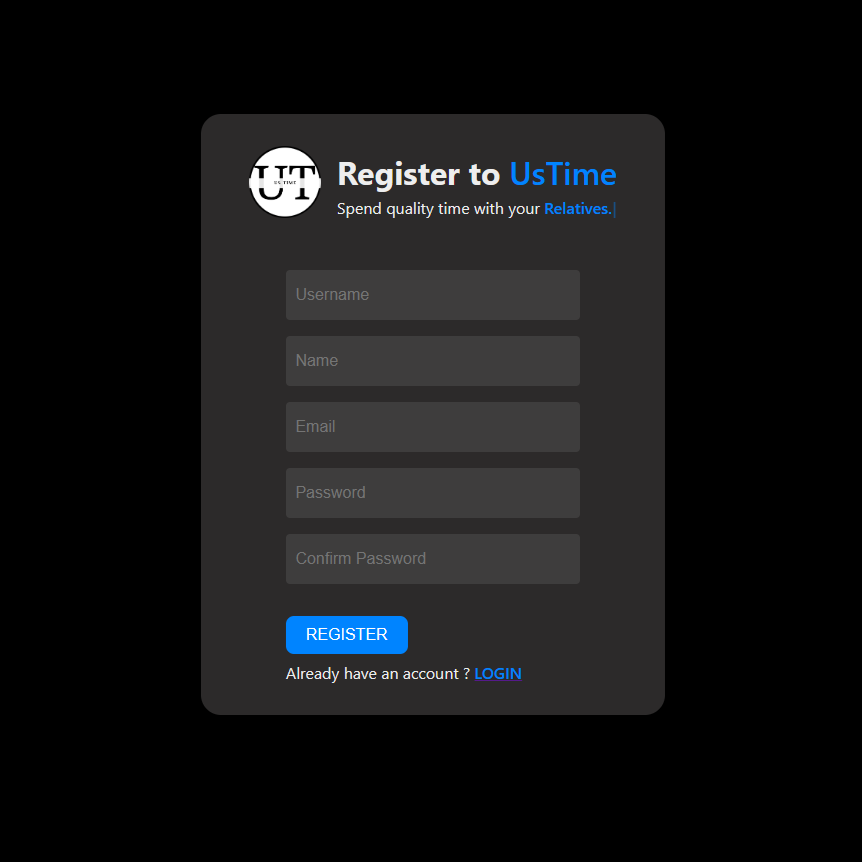 UT
USTIME
Register to UsTime
Spend quality time with your Relatives.|
Username
Name
Email
Password
Confirm Password
REGISTER
Already have an account ? LOGIN